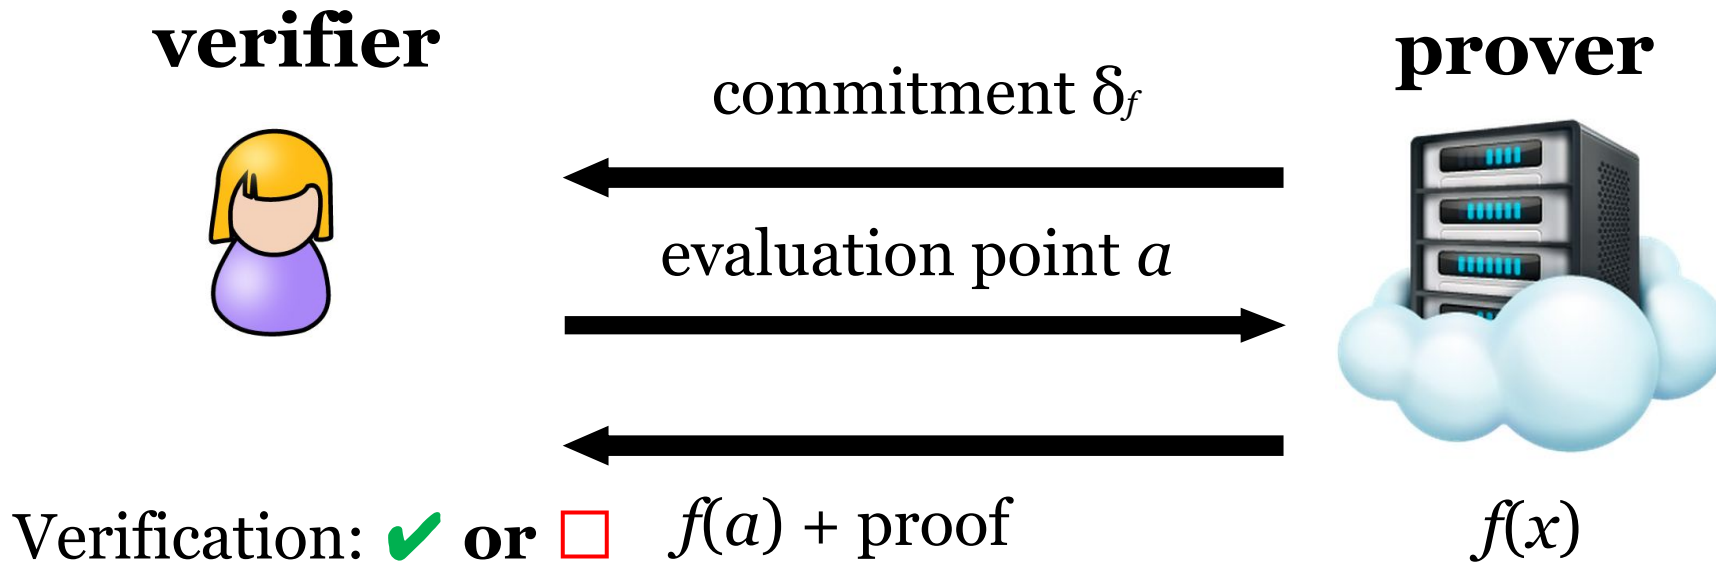 verifier
prover
commitment δf
evaluation point a
f(a) + proof
f(x)
Verification: ✔ or □